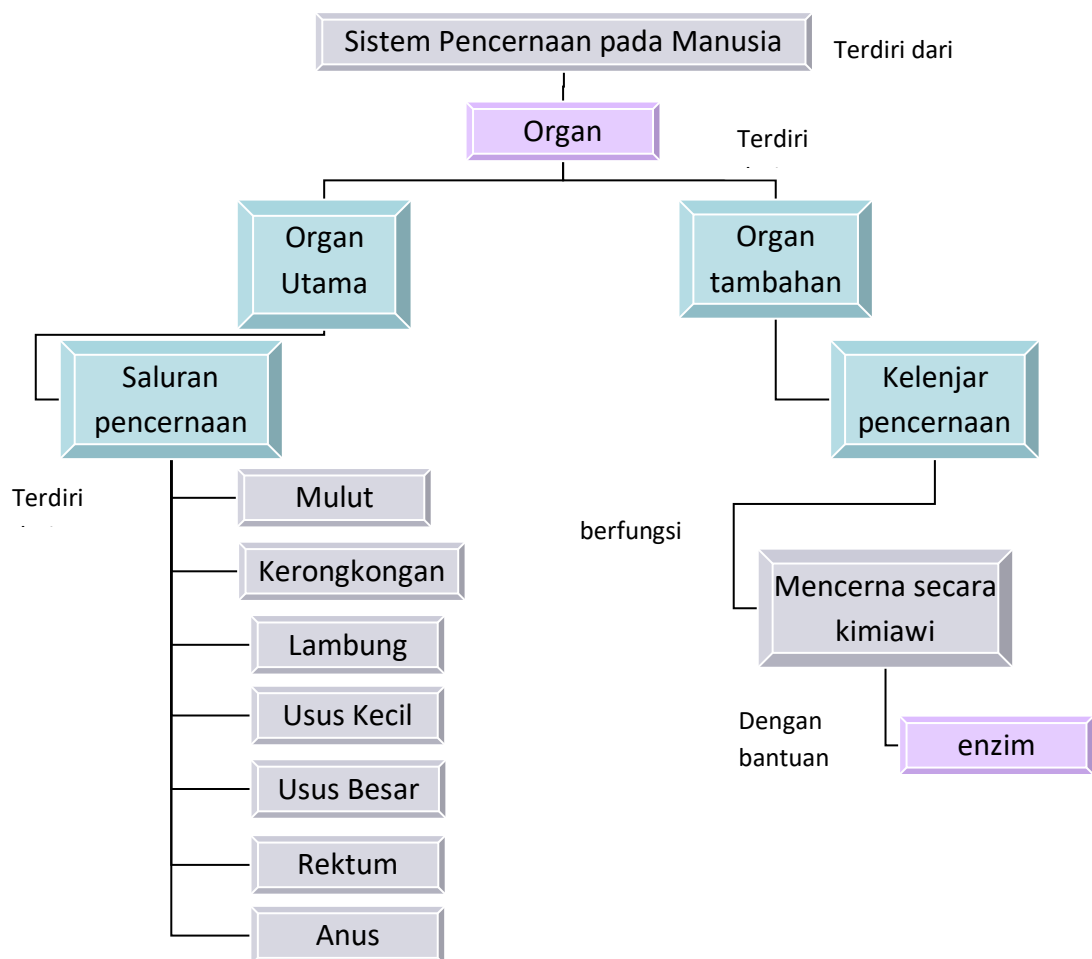 Sistem Pencernaan pada Manusia
Terdiri dari
Organ
Terdiri
Organ
Utama
Organ
tambahan
Saluran
pencernaan
Kelenjar
pencernaan
Terdiri
Mulut
berfungsi
Kerongkongan
Mencerna secara
kimiawi
Lambung
Usus Kecil
Dengan
bantuan
enzim
Usus Besar
Rektum
Anus